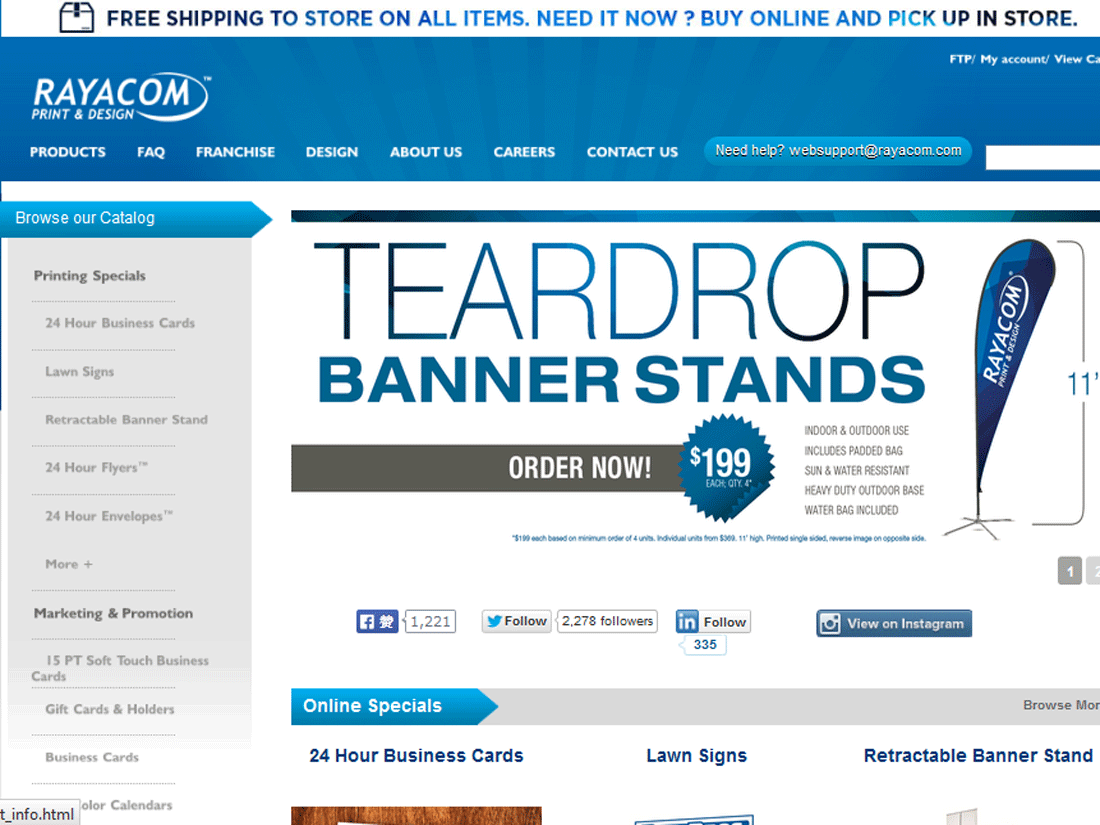 FREE SHIPPING TO STORE ON ALL ITEMS. NEED IT NOW ? BUY ONLINE AND PICK UP IN STORE.
FTP/ My account/ View Ca
RAYACOM™
PRINT & DESIGN
PRODUCTS FAQ FRANCHISE DESIGN ABOUT US CAREERS CONTACT US Need help? websupport@rayacom.com
Browse our Catalog
Printing Specials
24 Hour Business Cards
Lawn Signs
Retractable Banner Stand
24 Hour Flyers™
24 Hour Envelopes™
More +
Marketing & Promotion
15 PT Soft Touch Business
Cards
Gift Cards & Holders
Business Cards
olor Calendars
t_info.html
TEARDROP
BANNER STANDS
ORDER NOW!
$199
EACH; QTY. 4*
INDOOR & OUTDOOR USE
INCLUDES PADDED BAG
SUN & WATER RESISTANT
HEAVY DUTY OUTDOOR BASE
WATER BAG INCLUDED
RAYACOM
PRINT & DESIGN
11'
*$199 each based on minimum order of 4 units. Individual units from $369. 11' high. Printed single sided, reverse image on opposite side.
1 2
赞 1,221 Follow 2,278 followers in Follow View on Instagram
335
Online Specials Browse Mor
24 Hour Business Cards Lawn Signs Retractable Banner Stand